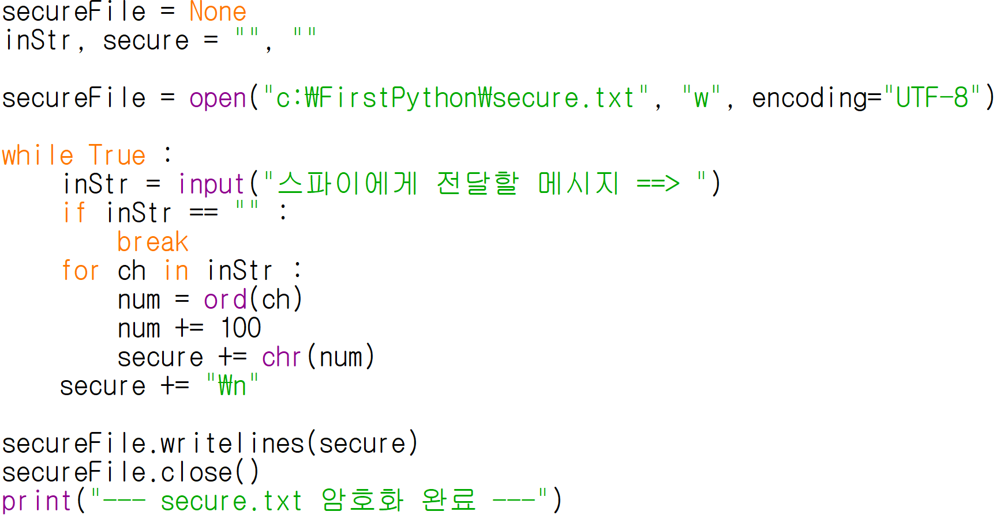 secureFile = None
inStr, secure = "", ""

secureFile = open("c:₩FirstPython₩secure.txt", "w", encoding="UTF-8")

while True :
    inStr = input("스파이에게 전달할 메시지 ==> ")
    if inStr == "" :
        break
    for ch in inStr :
        num = ord(ch)
        num += 100
        secure += chr(num)
    secure += "₩n"

secureFile.writelines(secure)
secureFile.close()
print("--- secure.txt 암호화 완료 ---")